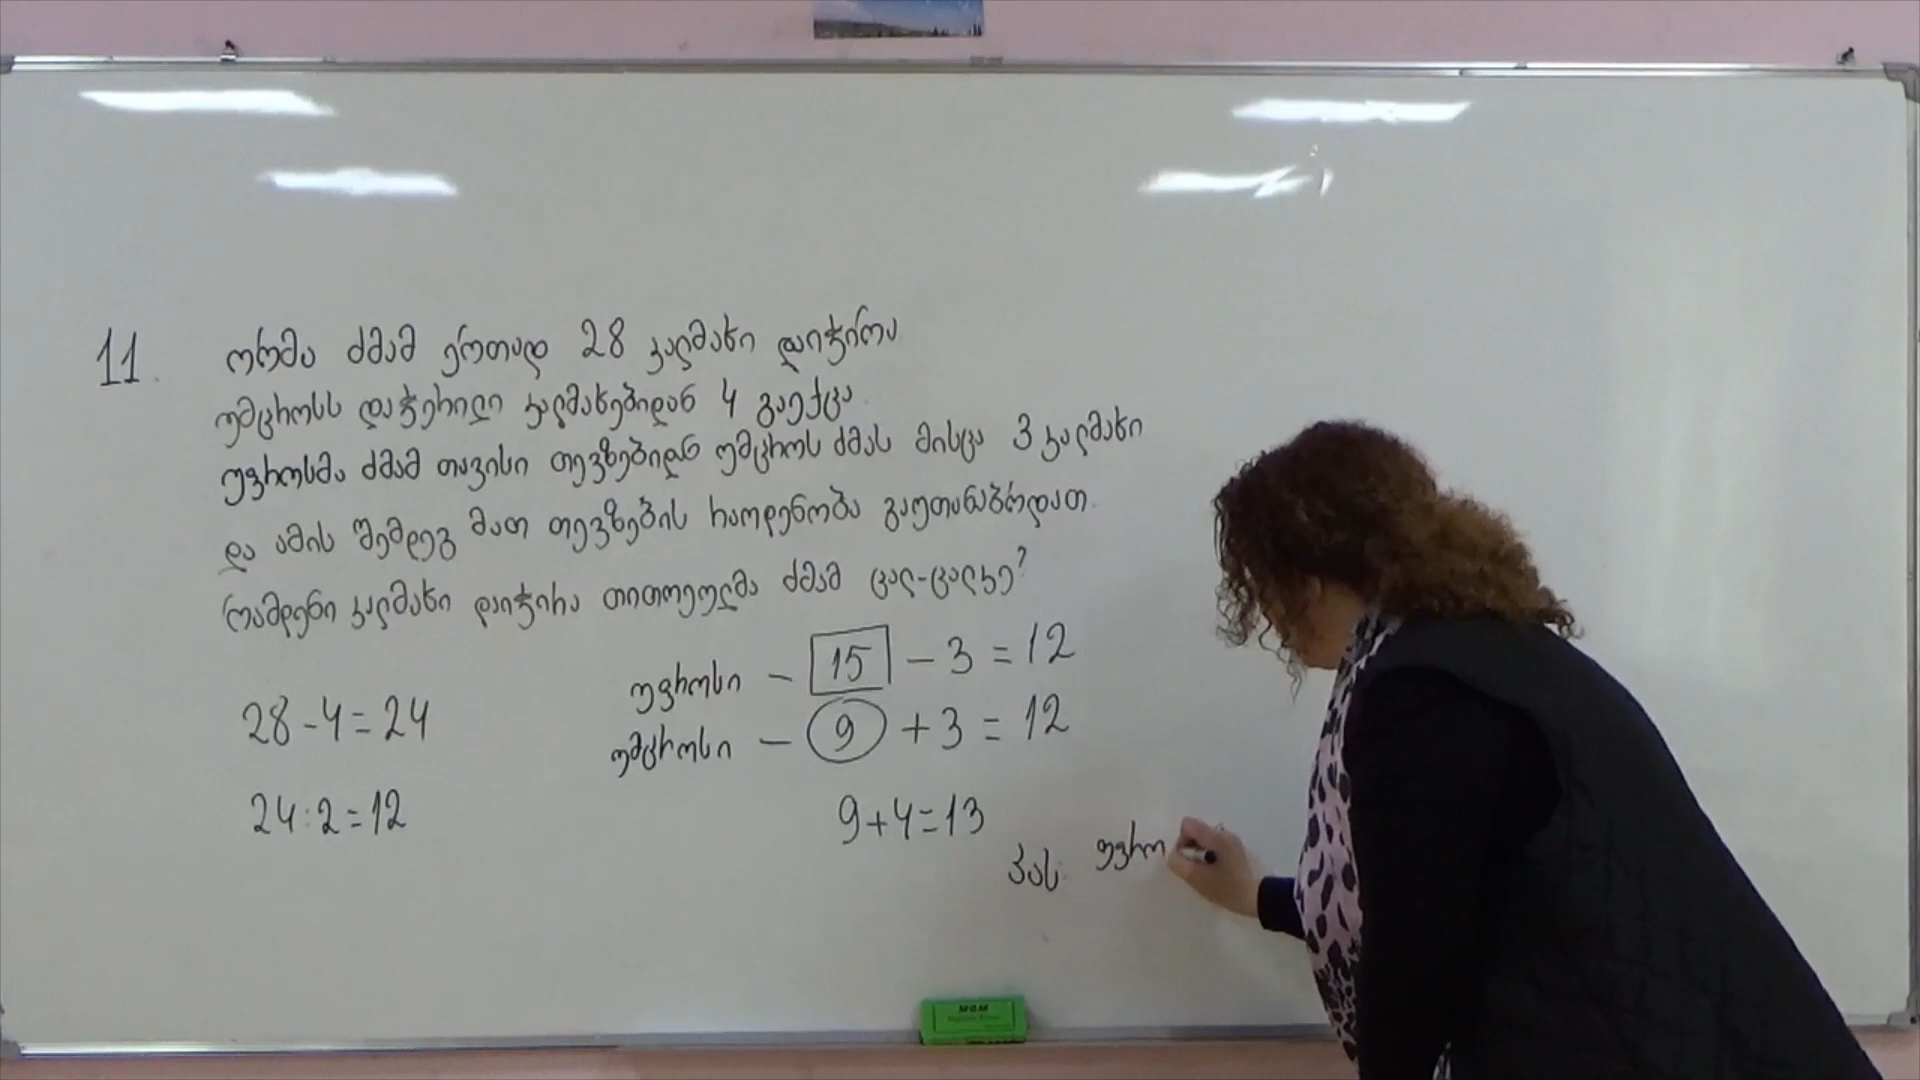 11. ორმა ძმამ ერთად 28 კალმახი დაიჭირა
უმცროსს დაჭერილი კალმახებიდან 4 გაექცა.
უფროსმა ძმამ თავისი თევზებიდან უმცროს ძმას მისცა 3 კალმახი
და ამის შემდეგ მათ თევზების რაოდენობა გაუთანაბრდათ.
რამდენი კალმახი დაიჭირა თითოეულმა ძმამ ცალ-ცალკე?
28-4=24
24:2=12
უფროსი - 15 - 3 = 12
უმცროსი - 9 + 3 = 12
9+4=13
პას: უფრო
MGM